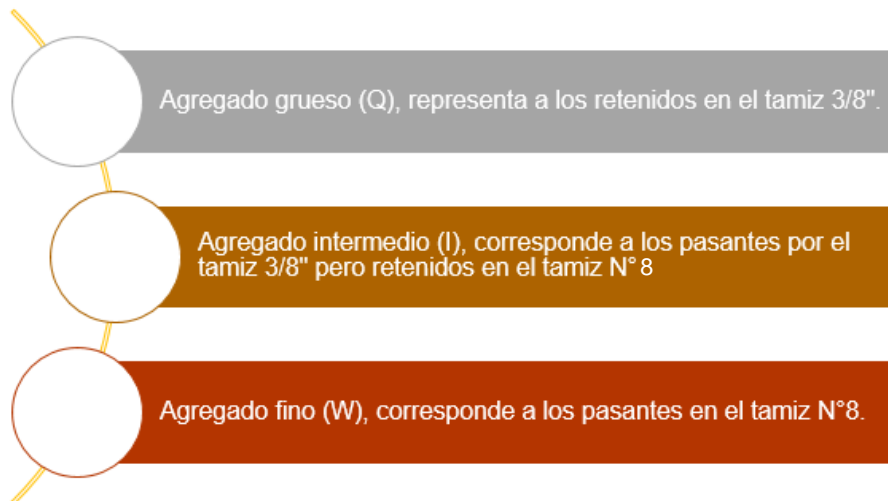 Agregado grueso (Q), representa a los retenidos en el tamiz 3/8".
Agregado intermedio (I), corresponde a los pasantes por el
tamiz 3/8" pero retenidos en el tamiz N°8
Agregado fino (W), corresponde a los pasantes en el tamiz N°8.